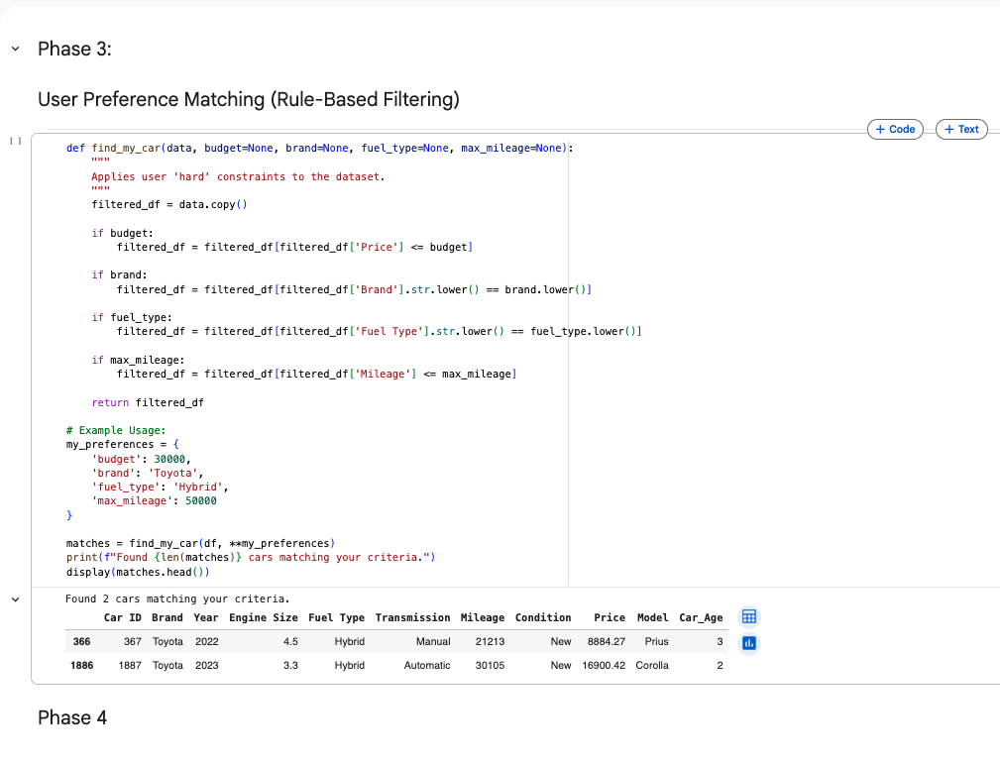 Phase 3:
User Preference Matching (Rule-Based Filtering)
+ Code + Text
[ ]
def find_my_car(data, budget=None, brand=None, fuel_type=None, max_mileage=None):
    """
    Applies user 'hard' constraints to the dataset.
    """
    filtered_df = data.copy()
    if budget:
        filtered_df = filtered_df[filtered_df['Price'] <= budget]
    if brand:
        filtered_df = filtered_df[filtered_df['Brand'].str.lower() == brand.lower()]
    if fuel_type:
        filtered_df = filtered_df[filtered_df['Fuel Type'].str.lower() == fuel_type.lower()]
    if max_mileage:
        filtered_df = filtered_df[filtered_df['Mileage'] <= max_mileage]
    return filtered_df
# Example Usage:
my_preferences = {
    'budget': 30000,
    'brand': 'Toyota',
    'fuel_type': 'Hybrid',
    'max_mileage': 50000
}
matches = find_my_car(df, **my_preferences)
print(f"Found {len(matches)} cars matching your criteria.")
display(matches.head())
Found 2 cars matching your criteria.
Car ID Brand Year Engine Size Fuel Type Transmission Mileage Condition Price Model Car_Age
366 367 Toyota 2022 4.5 Hybrid Manual 21213 New 8884.27 Prius 3
1886 1887 Toyota 2023 3.3 Hybrid Automatic 30105 New 16900.42 Corolla 2
Phase 4